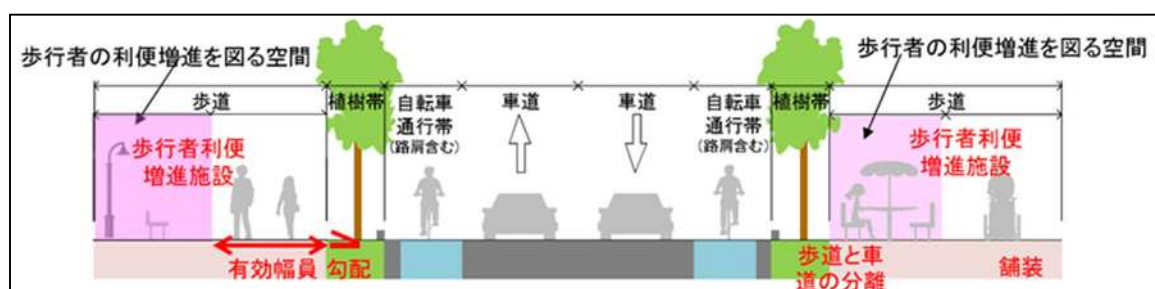 歩行者の利便増進を図る空間
歩行者の利便増進を図る空間
歩道
植樹帯
自転車
通行帯
(路肩含む)
車道
車道
自転車
通行帯
(路肩含む)
植樹帯
歩道
歩行者利便
増進施設
歩行者利便
増進施設
有効幅員
勾配
歩道と車
道の分離
舗装